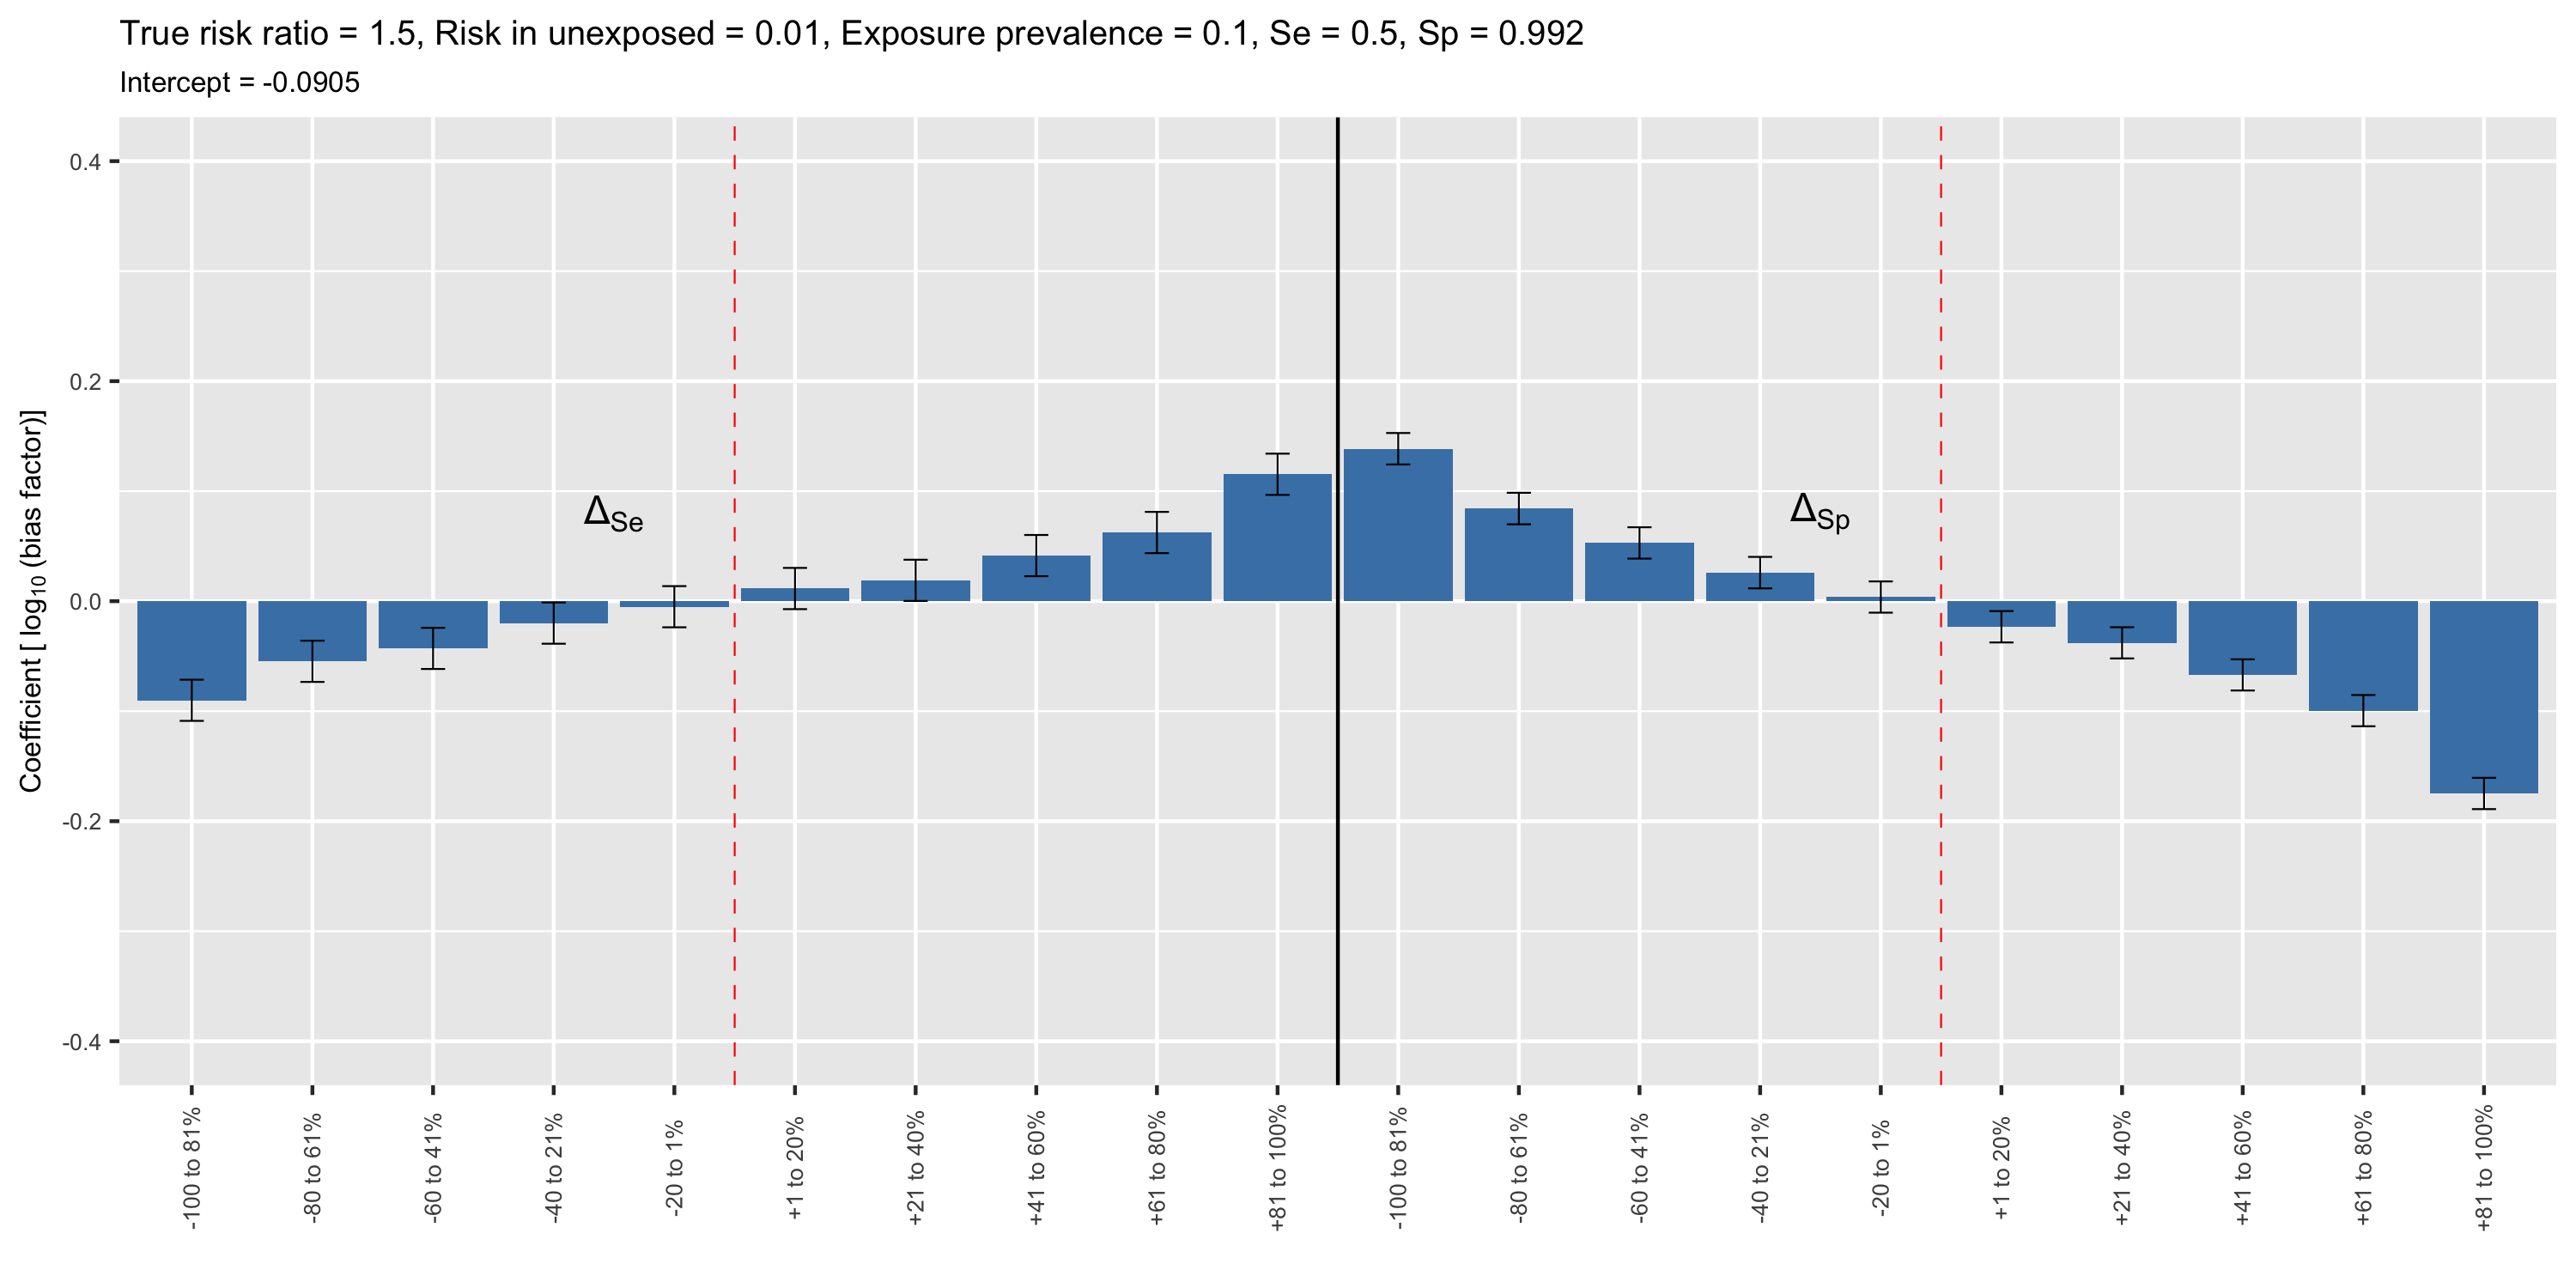 True risk ratio = 1.5, Risk in unexposed = 0.01, Exposure prevalence = 0.1, Se = 0.5, Sp = 0.992
Intercept = -0.0905
Coefficient [ log10 (bias factor)]
0.4
0.2
0.0
-0.2
-0.4
ΔSe
ΔSp
-100 to 81%
-80 to 61%
-60 to 41%
-40 to 21%
-20 to 1%
+1 to 20%
+21 to 40%
+41 to 60%
+61 to 80%
+81 to 100%
-100 to 81%
-80 to 61%
-60 to 41%
-40 to 21%
-20 to 1%
+1 to 20%
+21 to 40%
+41 to 60%
+61 to 80%
+81 to 100%